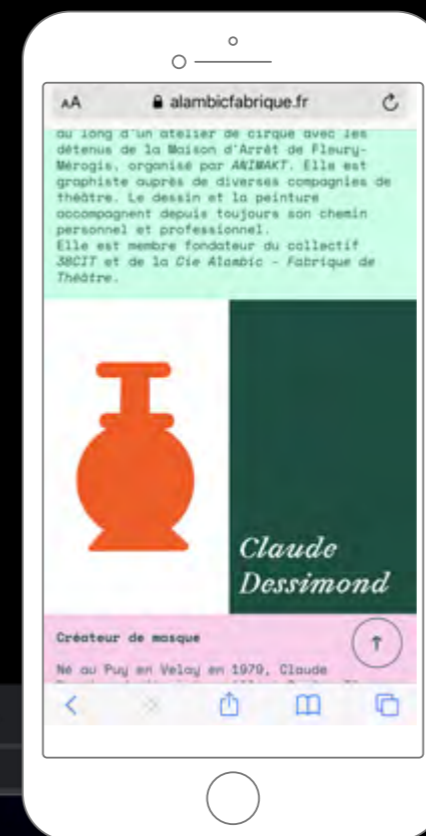 AA alambicfabrique.fr
au long d'un atelier de cirque avec les
détenus de la Maison d'Arrêt de Fleury-
Mérogis, organisé par ANIMAKT. Elle est
graphiste auprès de diverses compagnies de
théâtre. Le dessin et la peinture
accompagnent depuis toujours son chemin
personnel et professionnel.
Elle est membre fondateur du collectif
3BCIT et de la Cie Alambic - Fabrique de
Théâtre.
Claude
Dessimond
Créateur de masque
Né au Puy en Velay en 1979, Claude